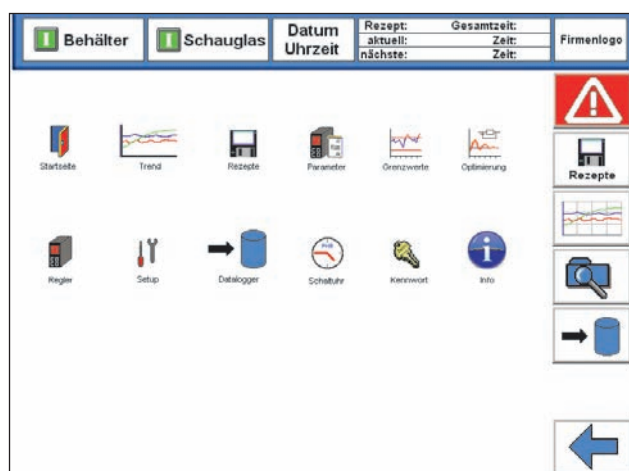 I Behälter
I Schauglas
Datum
Uhrzeit
Rezept: Gesamtzeit:
aktuell: Zeit:
nächste: Zeit:
Firmenlogo
Startseite
Trend
Rezepte
Parameter
Grenzwerte
Optimierung
Rezepte
Regler
Setup
Datalogger
Schaltuhr
Kennwort
Info